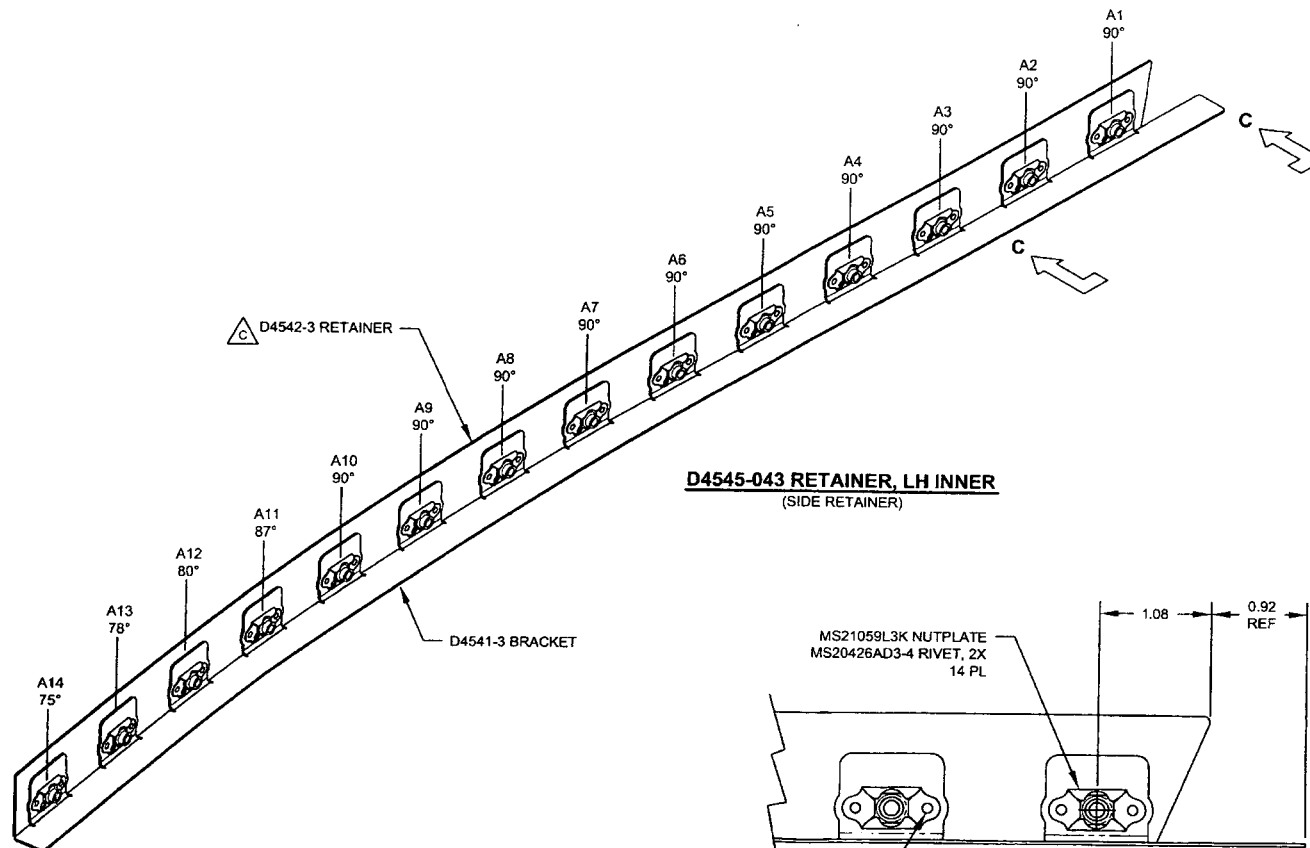 A1
90°
A2
90°
A3
90°
A4
90°
A5
90°
A6
90°
A7
90°
A8
90°
A9
90°
A10
90°
A11
87°
A12
80°
A13
78°
A14
75°
C
C
C D4542-3 RETAINER
D4541-3 BRACKET
D4545-043 RETAINER, LH INNER
(SIDE RETAINER)
MS21059L3K NUTPLATE
MS20426AD3-4 RIVET, 2X
14 PL
1.08
0.92
REF